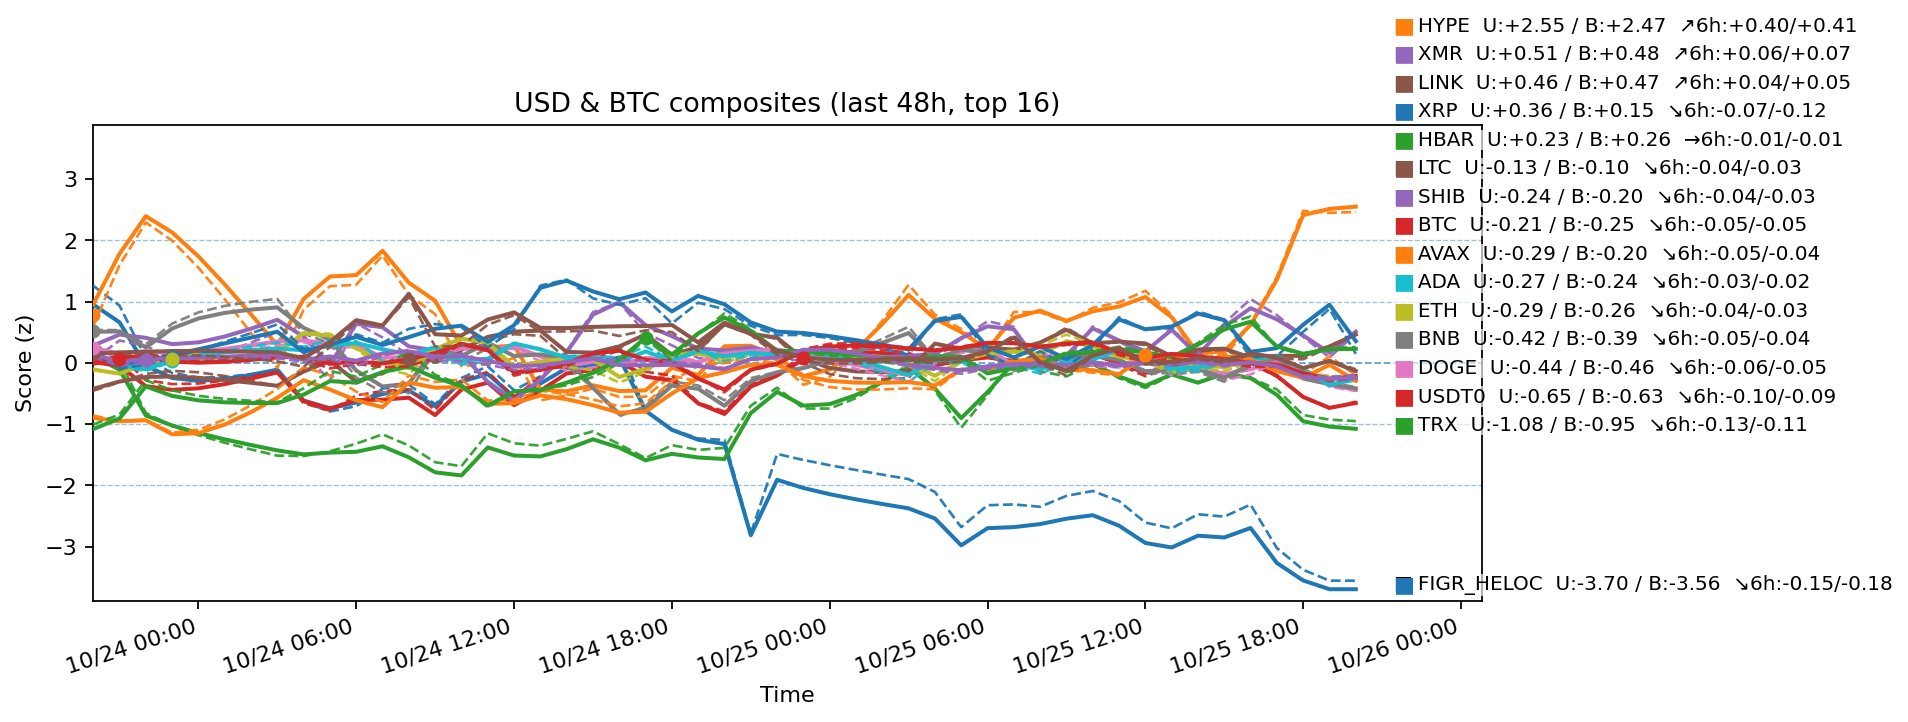 HYPE  U:+2.55 / B:+2.47  ↗6h:+0.40/+0.41
XMR  U:+0.51 / B:+0.48  ↗6h:+0.06/+0.07
LINK  U:+0.46 / B:+0.47  ↗6h:+0.04/+0.05
USD & BTC composites (last 48h, top 16)
XRP  U:+0.36 / B:+0.15  ↘6h:-0.07/-0.12
HBAR  U:+0.23 / B:+0.26  →6h:-0.01/-0.01
LTC  U:-0.13 / B:-0.10  ↘6h:-0.04/-0.03
SHIB  U:-0.24 / B:-0.20  ↘6h:-0.04/-0.03
BTC  U:-0.21 / B:-0.25  ↘6h:-0.05/-0.05
AVAX  U:-0.29 / B:-0.20  ↘6h:-0.05/-0.04
ADA  U:-0.27 / B:-0.24  ↘6h:-0.03/-0.02
ETH  U:-0.29 / B:-0.26  ↘6h:-0.04/-0.03
BNB  U:-0.42 / B:-0.39  ↘6h:-0.05/-0.04
DOGE  U:-0.44 / B:-0.46  ↘6h:-0.06/-0.05
USDT0  U:-0.65 / B:-0.63  ↘6h:-0.10/-0.09
TRX  U:-1.08 / B:-0.95  ↘6h:-0.13/-0.11
FIGR_HELOC  U:-3.70 / B:-3.56  ↘6h:-0.15/-0.18
Score (z)
3
2
1
0
−1
−2
−3
10/24 00:00
10/24 06:00
10/24 12:00
10/24 18:00
10/25 00:00
10/25 06:00
10/25 12:00
10/25 18:00
10/26 00:00
Time